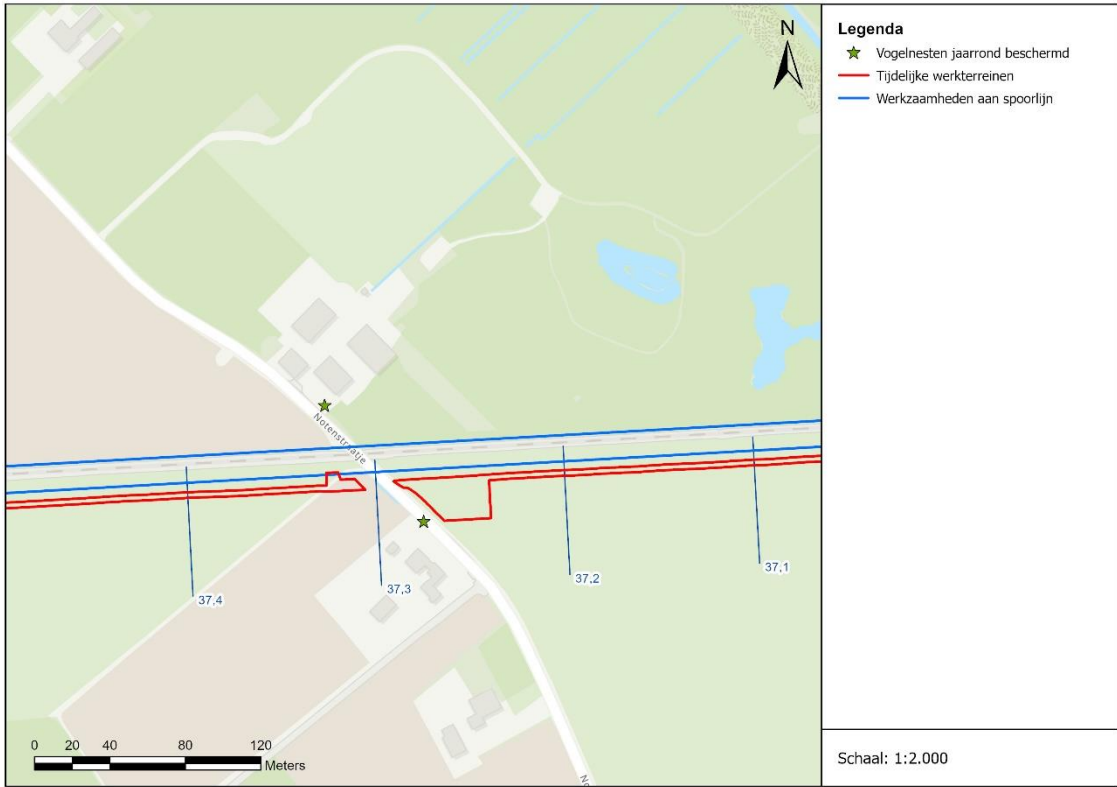 N
Legenda
Vogelnesten jaarrond beschermd
Tijdelijke werkterreinen
Werkzaamheden aan spoorlijn
Notenstraatje
37,4
37,3
37,2
37,1
0 20 40 80 120
Meters
No
Schaal: 1:2.000